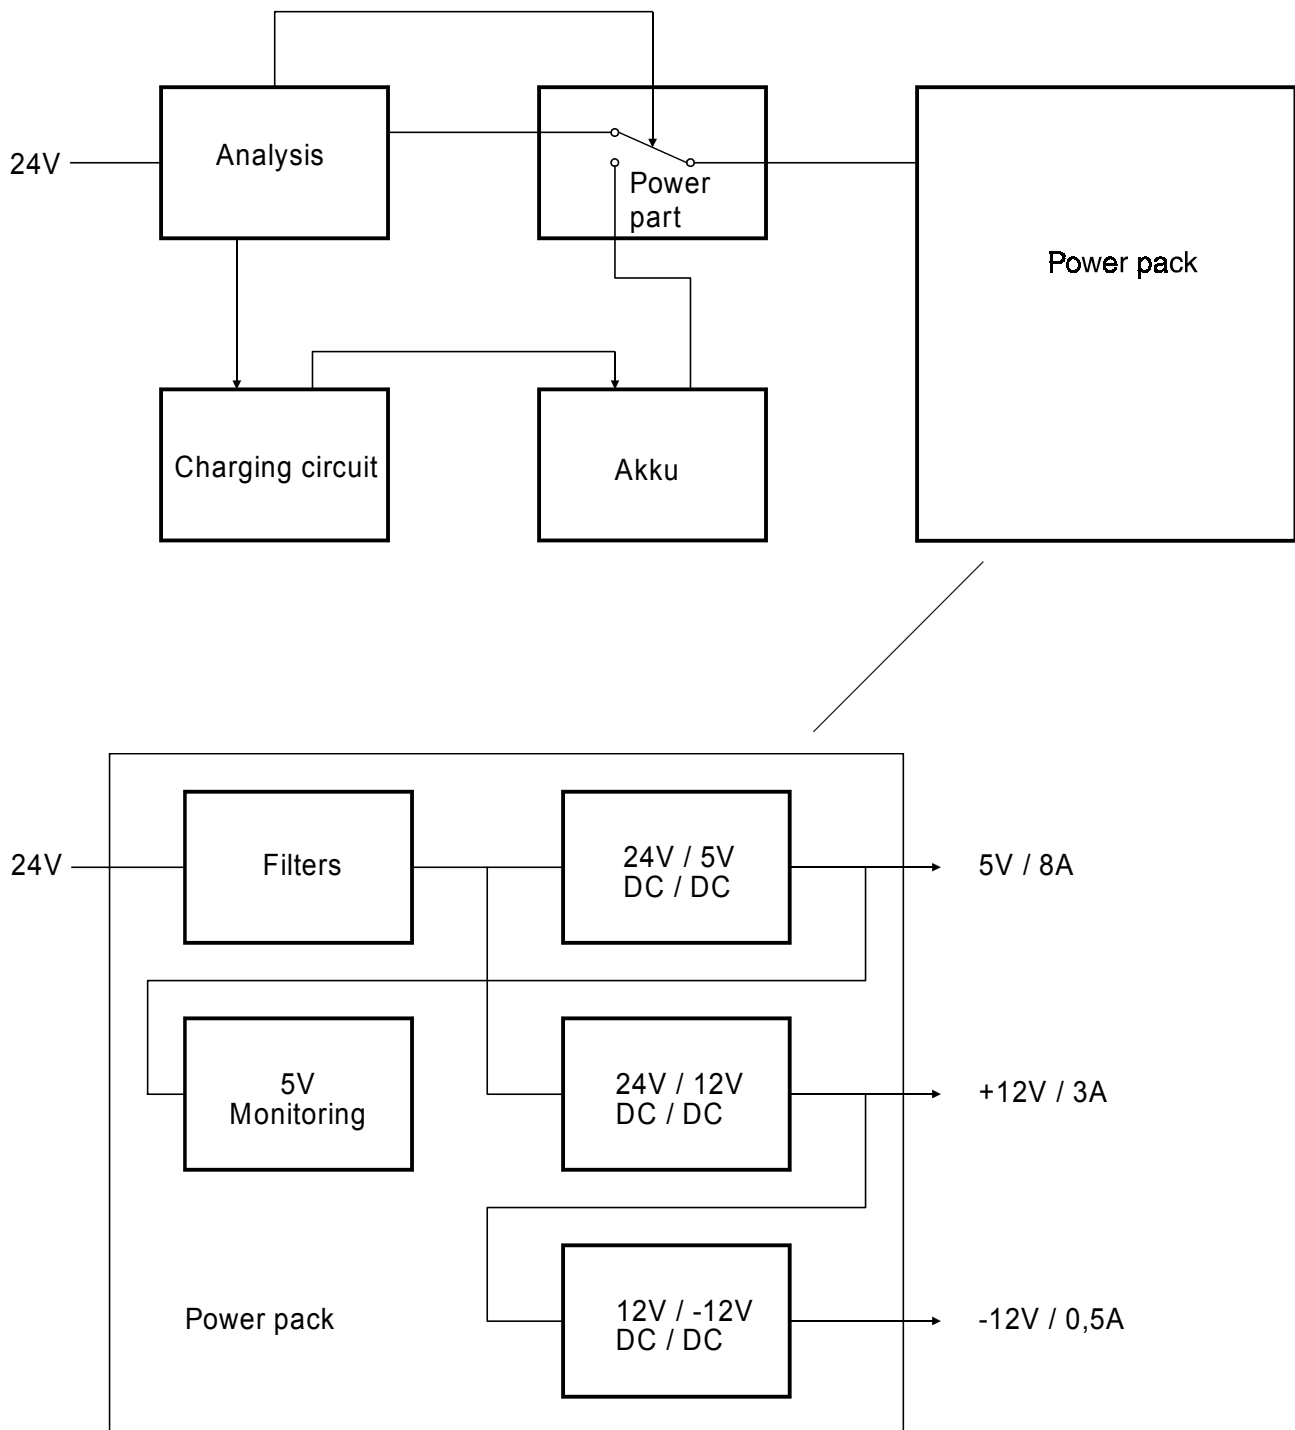 24V
Analysis
Power
part
Power pack
Charging circuit
Akku
24V
Filters
24V / 5V
DC / DC
5V / 8A
5V
Monitoring
24V / 12V
DC / DC
+12V / 3A
Power pack
12V / -12V
DC / DC
-12V / 0,5A